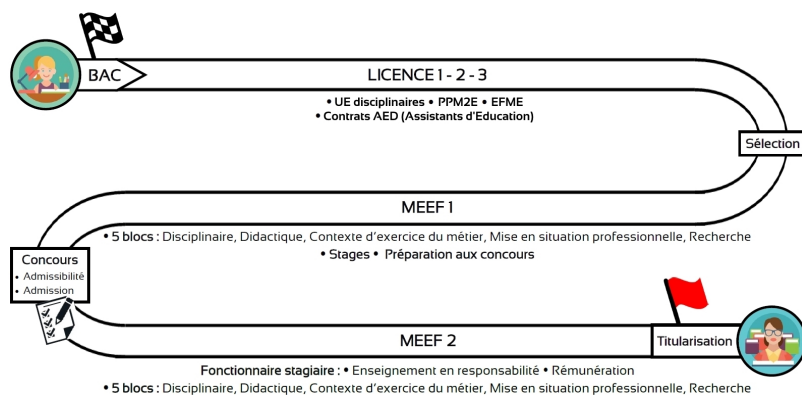 BAC
LICENCE 1 - 2 - 3
• UE disciplinaires • PPM2E • EFME
• Contrats AED (Assistants d'Education)
Sélection
MEEF 1
• 5 blocs : Disciplinaire, Didactique, Contexte d'exercice du métier, Mise en situation professionnelle, Recherche
• Stages • Préparation aux concours
Concours
• Admissibilité
• Admission
MEEF 2
Titularisation
Fonctionnaire stagiaire : • Enseignement en responsabilité • Rémunération
• 5 blocs : Disciplinaire, Didactique, Contexte d'exercice du métier, Mise en situation professionnelle, Recherche